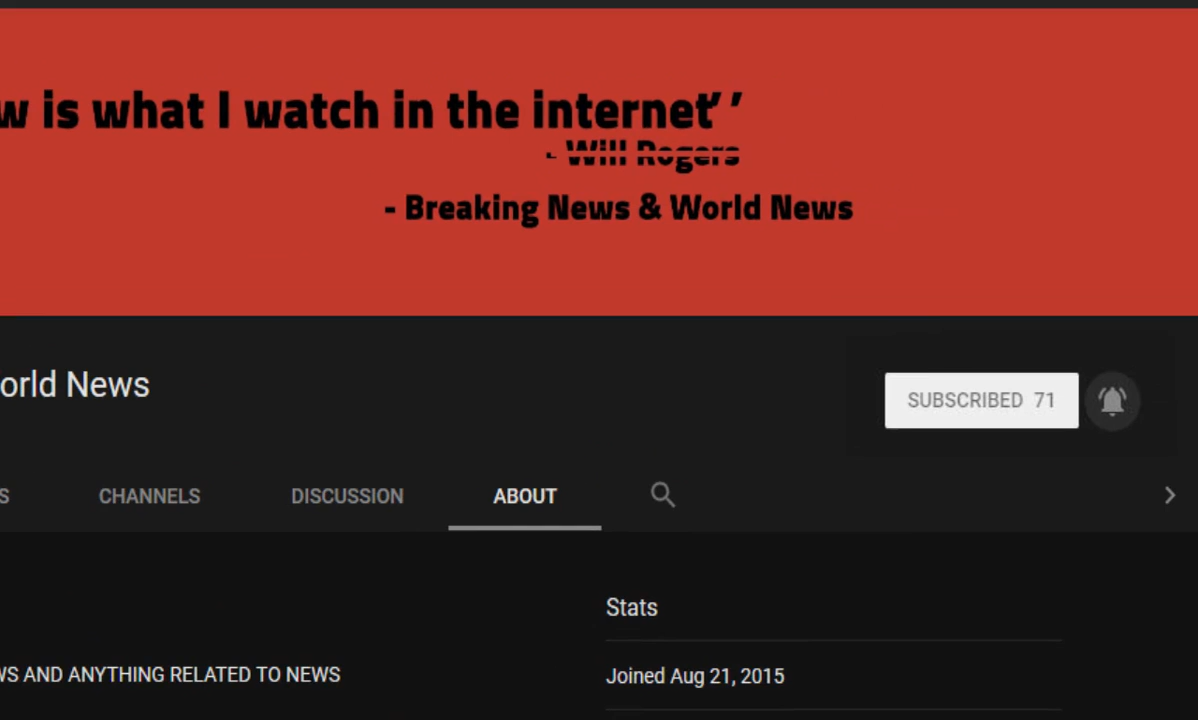 w is what I watch in the internet’ ’
- Will Rogers
- Breaking News & World News
orld News
SUBSCRIBED 71
S CHANNELS DISCUSSION ABOUT
Stats
WS AND ANYTHING RELATED TO NEWS
Joined Aug 21, 2015